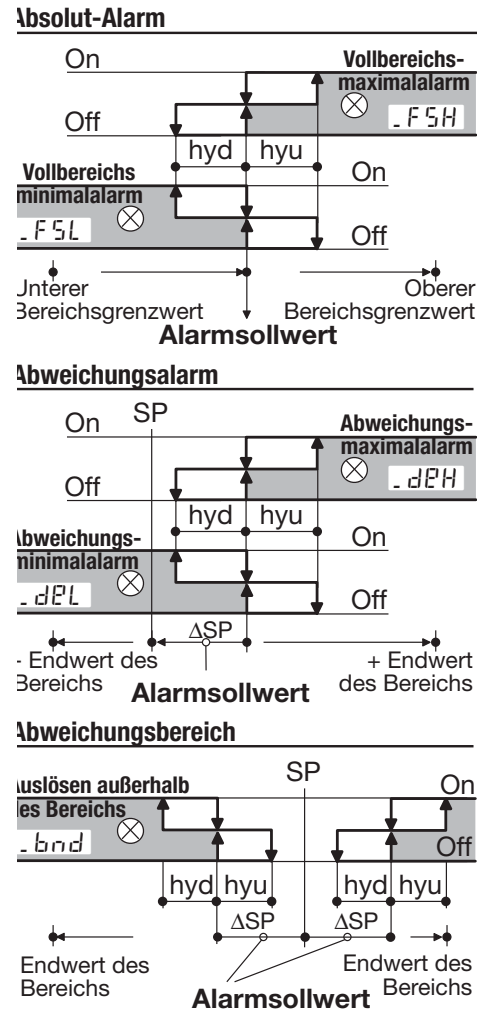 Absolut-Alarm
On
Vollbereichs-
maximalalarm
Off
_FSH
hyd hyu
Vollbereichs
minimalalarm
On
_FSL
Off
Unterer
Bereichsgrenzwert
Oberer
Bereichsgrenzwert
Alarmsollwert
Abweichungsalarm
On SP
Abweichungs-
maximalalarm
Off
_dEH
hyd hyu
Abweichungs-
minimalalarm
On
_dEL
Off
ΔSP
- Endwert des
Bereichs
+ Endwert
des Bereichs
Alarmsollwert
Abweichungsbereich
Auslösen außerhalb
des Bereichs
SP
On
_bnd
Off
hyd hyu hyd hyu
ΔSP ΔSP
Endwert des
Bereichs
Endwert des
Bereichs
Alarmsollwert